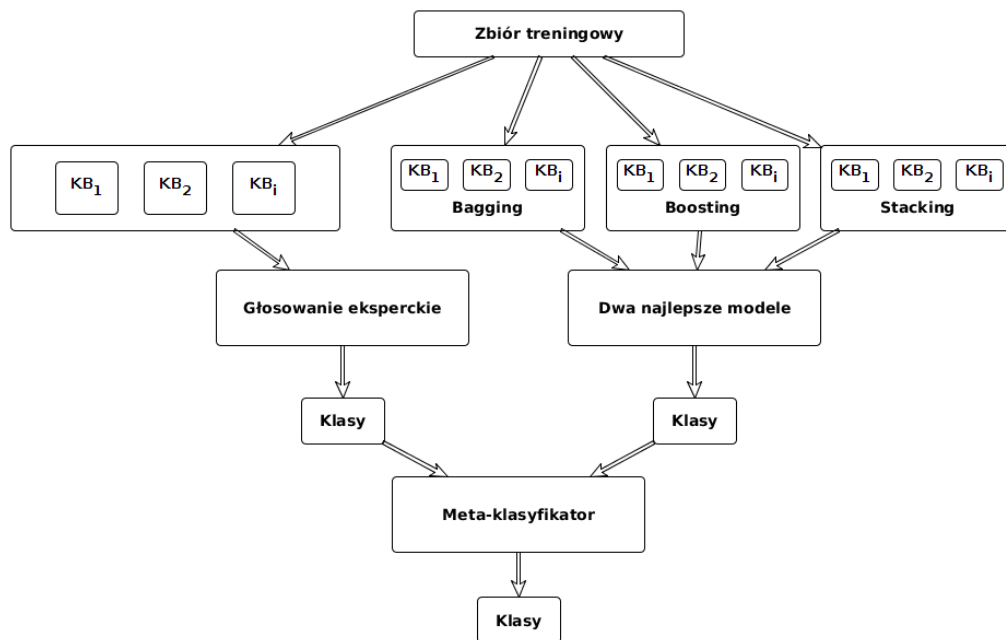 Zbiór treningowy
KB1 KB2 KBi
KB1 KB2 KBi
Bagging
KB1 KB2 KBi
Boosting
KB1 KB2 KBi
Stacking
Głosowanie eksperckie
Dwa najlepsze modele
Klasy
Klasy
Meta-klasyfikator
Klasy